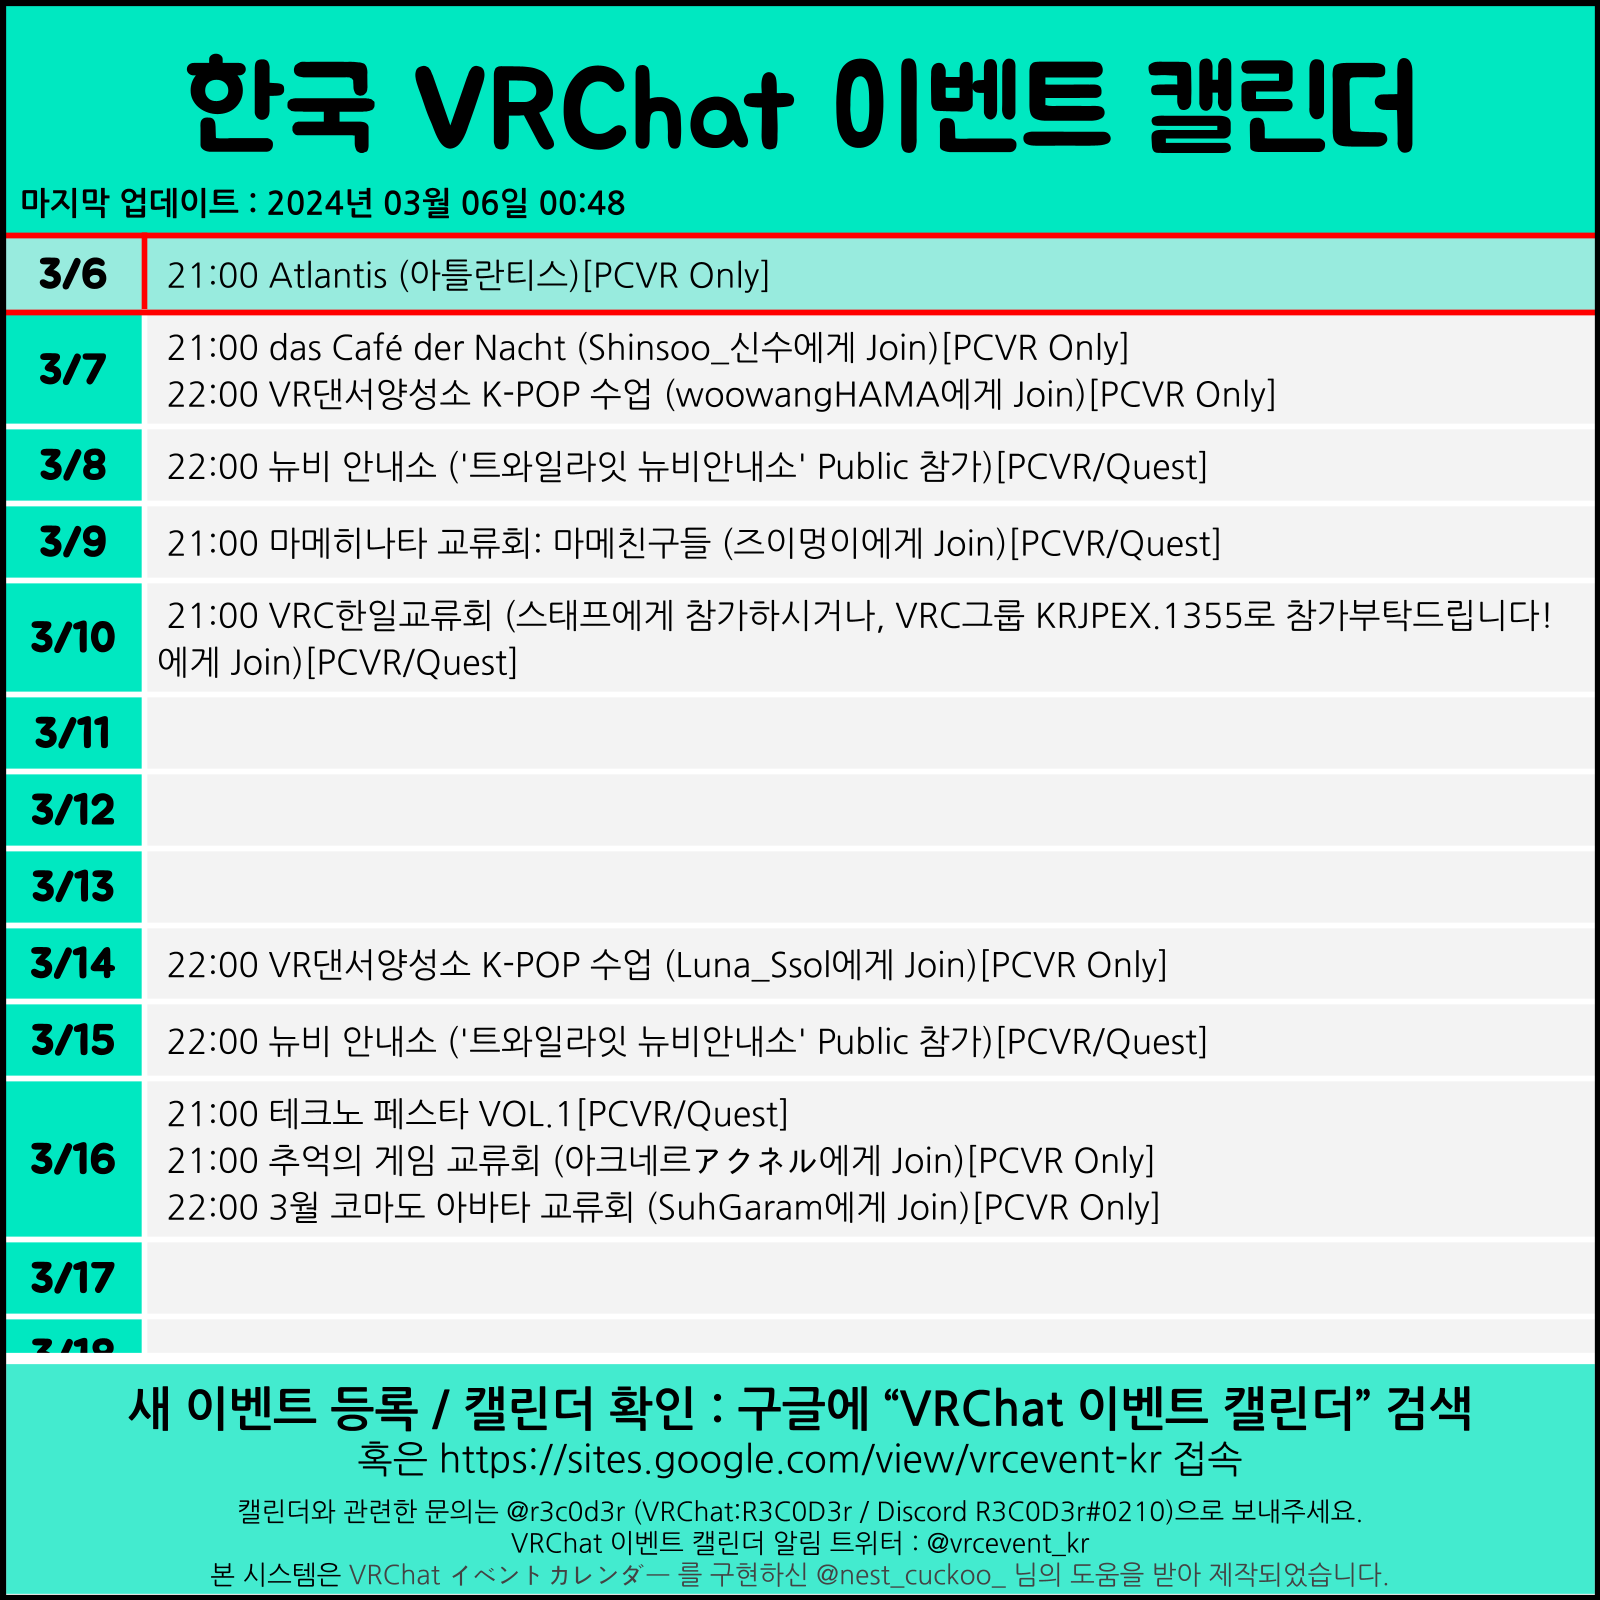 한국 VRChat 이벤트 캘린더
마지막 업데이트 : 2024년 03월 06일 00:48
3/6
21:00 Atlantis (아틀란티스)[PCVR Only]
3/7
21:00 das Café der Nacht (Shinsoo_신수에게 Join)[PCVR Only]
22:00 VR댄서양성소 K-POP 수업 (woowangHAMA에게 Join)[PCVR Only]
3/8
22:00 뉴비 안내소 ('트와일라잇 뉴비안내소' Public 참가)[PCVR/Quest]
3/9
21:00 마메히나타 교류회: 마메친구들 (즈이멍이에게 Join)[PCVR/Quest]
3/10
21:00 VRC한일교류회 (스태프에게 참가하시거나, VRC그룹 KRJPEX.1355로 참가부탁드립니다!
에게 Join)[PCVR/Quest]
3/11
3/12
3/13
3/14
22:00 VR댄서양성소 K-POP 수업 (Luna_Ssol에게 Join)[PCVR Only]
3/15
22:00 뉴비 안내소 ('트와일라잇 뉴비안내소' Public 참가)[PCVR/Quest]
3/16
21:00 테크노 페스타 VOL.1[PCVR/Quest]
21:00 추억의 게임 교류회 (아크네르アクネル에게 Join)[PCVR Only]
22:00 3월 코마도 아바타 교류회 (SuhGaram에게 Join)[PCVR Only]
3/17
3/18
새 이벤트 등록 / 캘린더 확인 : 구글에 “VRChat 이벤트 캘린더” 검색
혹은 https://sites.google.com/view/vrcevent-kr 접속
캘린더와 관련한 문의는 @r3c0d3r (VRChat:R3C0D3r / Discord R3C0D3r#0210)으로 보내주세요.
VRChat 이벤트 캘린더 알림 트위터 : @vrcevent_kr
본 시스템은 VRChat イベントカレンダー 를 구현하신 @nest_cuckoo_ 님의 도움을 받아 제작되었습니다.